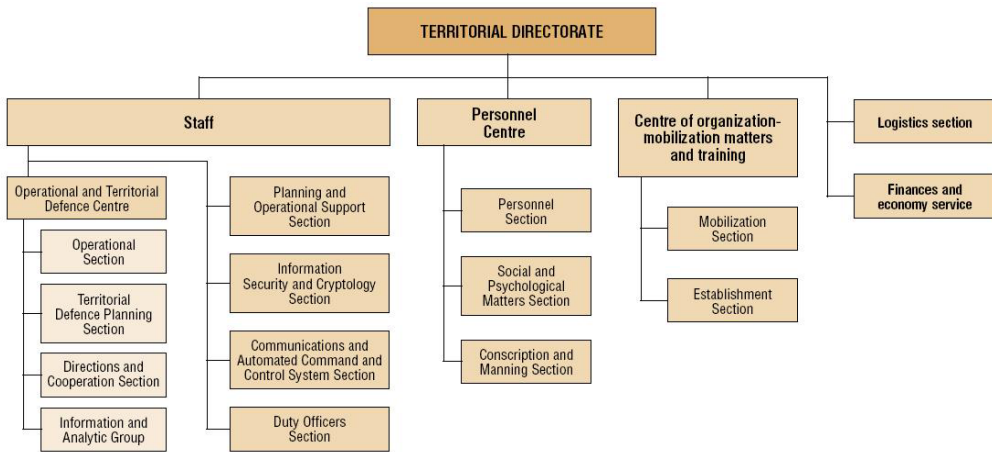 TERRITORIAL DIRECTORATE
Staff
Operational and Territorial
Defence Centre
Operational
Section
Territorial
Defence Planning
Section
Directions and
Cooperation Section
Information and
Analytic Group
Planning and
Operational Support
Section
Information
Security and Cryptology
Section
Communications and
Automated Command and
Control System Section
Duty Officers
Section
Personnel
Centre
Personnel
Section
Social and
Psychological
Matters Section
Conscription and
Manning Section
Centre of organization-
mobilization matters
and training
Mobilization
Section
Establishment
Section
Logistics section
Finances and
economy service